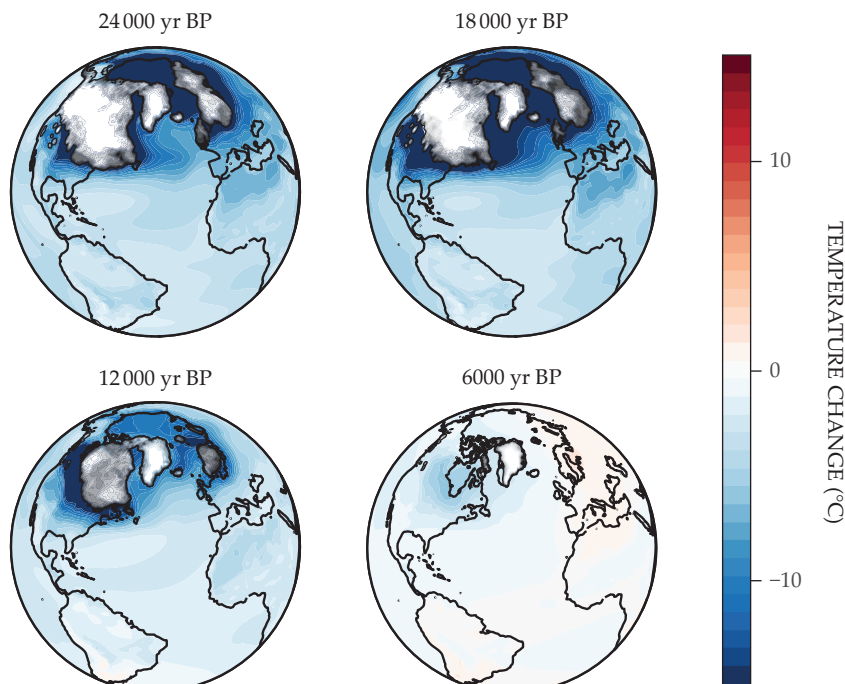 24 000 yr BP
18 000 yr BP
12 000 yr BP
6000 yr BP
10
0
−10
TEMPERATURE CHANGE (°C)